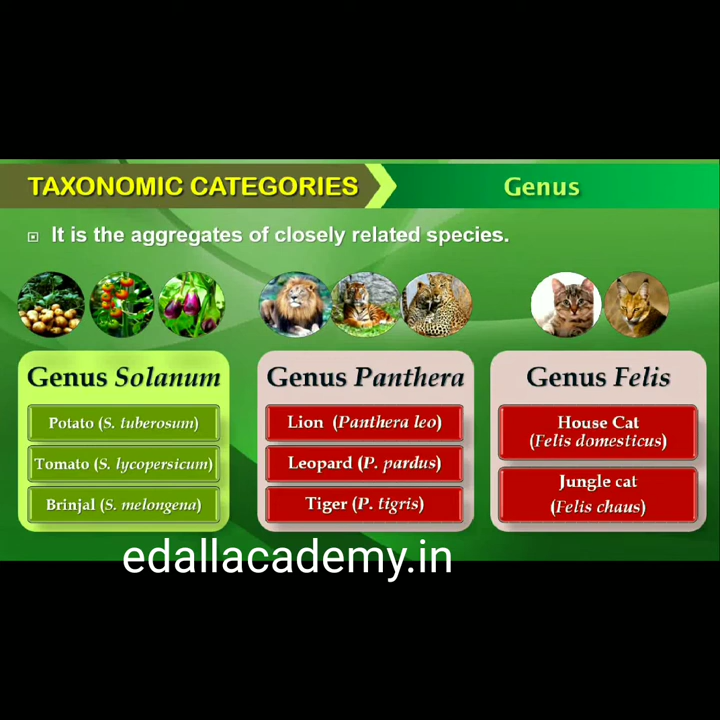 TAXONOMIC CATEGORIES
Genus
It is the aggregates of closely related species.
Genus Solanum
Potato (S. tuberosum)
Tomato (S. lycopersicum)
Brinjal (S. melongena)
Genus Panthera
Lion (Panthera leo)
Leopard (P. pardus)
Tiger (P. tigris)
Genus Felis
House Cat
(Felis domesticus)
Jungle cat
(Felis chaus)
edallacademy.in